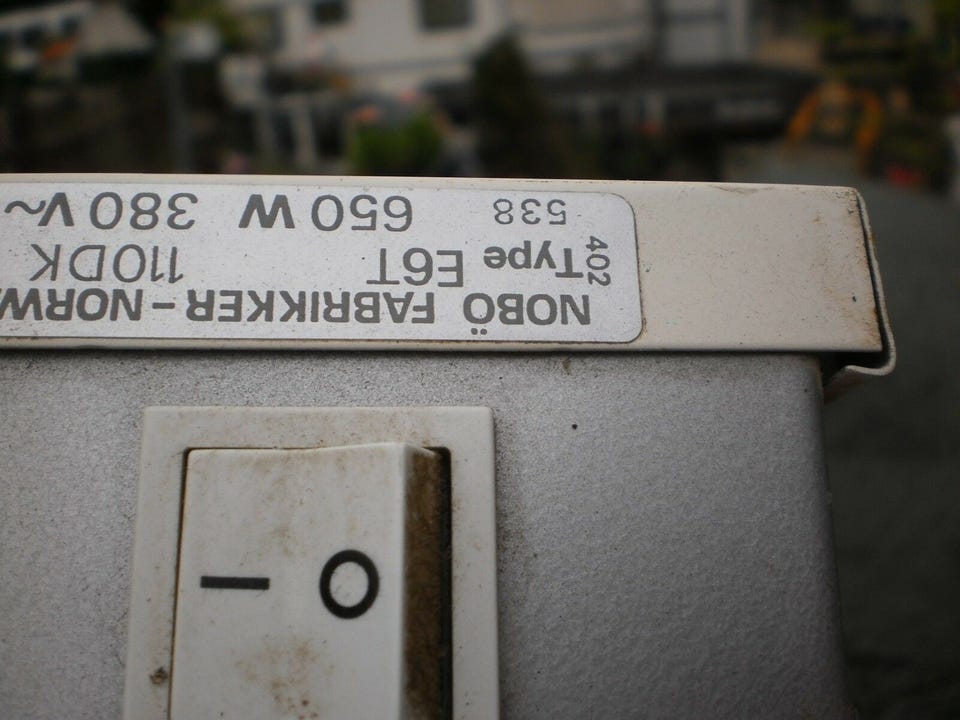 NOBÖ FABRIKKER - NORW
402 Type E6T 110DK
538 650 W 380 V~
I O